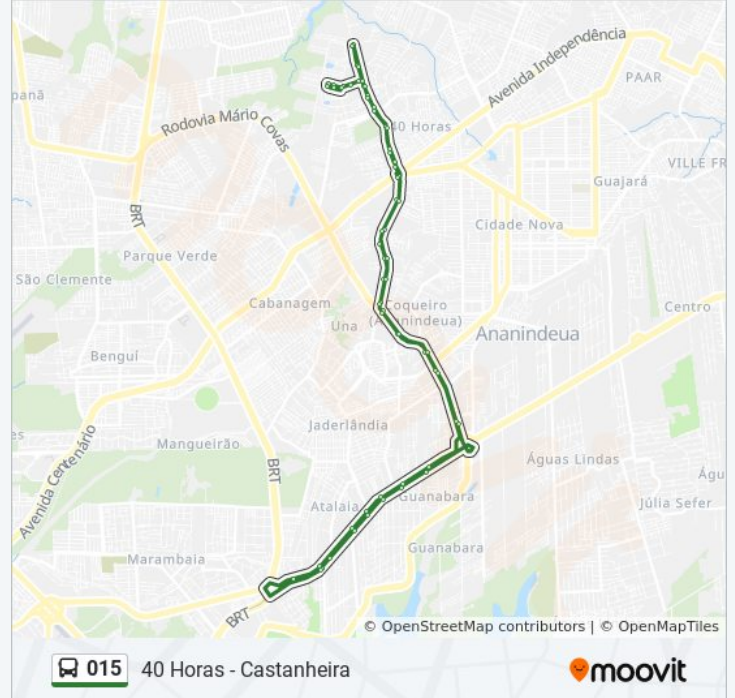 Avenida Independência
PAAR
panã
Rodovia Mário Covas
40 Horas
VILLE FR
Guajará
BRT
Cidade Nova
Parque Verde
São Clemente
Cabanagem
Coqueiro
(Ananindeua)
Centro
Una
Ananindeua
Benguí
Jaderlândia
es
Mangueirão
Avenida Centenário
BRT
Águas Lindas
Águ
Júlia Sefer
Atalaia
Guanabara
Guanabara
Marambaia
BRT
© OpenStreetMap contributors | © OpenMapTiles
015 40 Horas - Castanheira
moovit